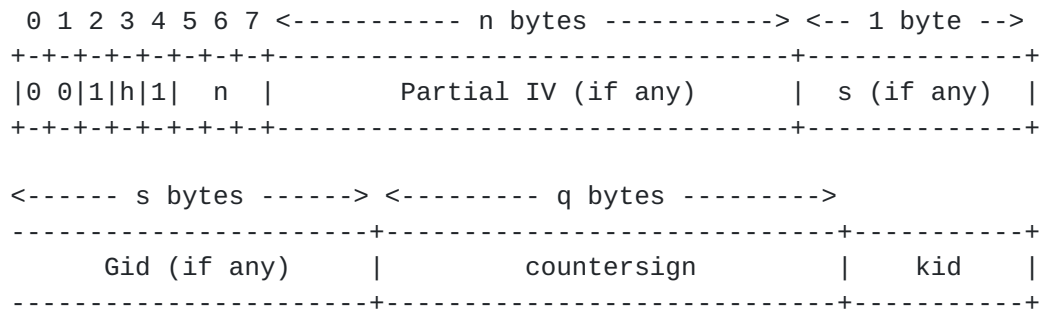 0 1 2 3 4 5 6 7 <----------- n bytes -----------> <-- 1 byte -->
+-+-+-+-+-+-+-+-+---------------------------------+--------------+
|0 0|1|h|1|  n  |        Partial IV (if any)      |  s (if any)  |
+-+-+-+-+-+-+-+-+---------------------------------+--------------+

<------ s bytes ------> <--------- q bytes --------->
-----------------------+-----------------------------+-----------+
      Gid (if any)     |         countersign         |    kid    |
-----------------------+-----------------------------+-----------+